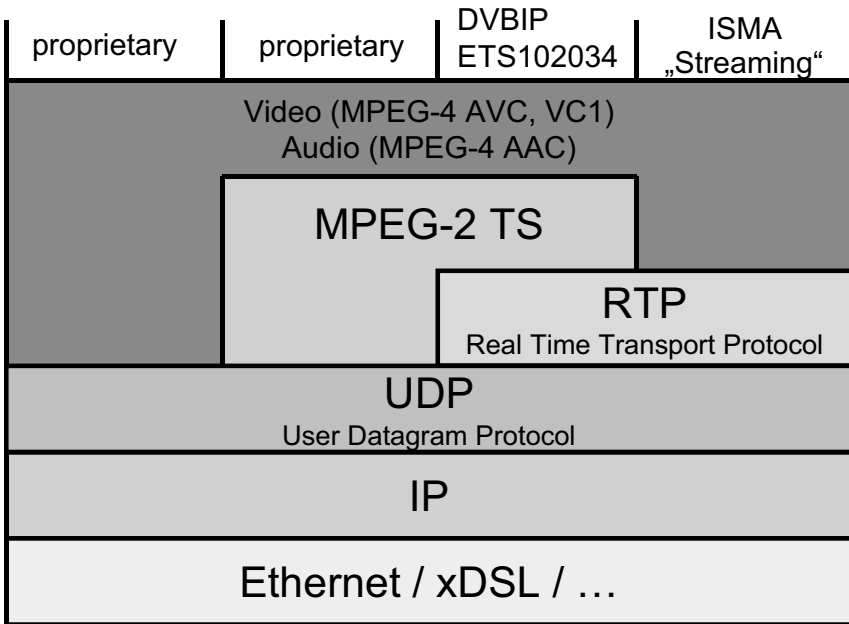 proprietary
proprietary
DVBIP
ETS102034
ISMA
„Streaming“
Video (MPEG-4 AVC, VC1)
Audio (MPEG-4 AAC)
MPEG-2 TS
RTP
Real Time Transport Protocol
UDP
User Datagram Protocol
IP
Ethernet / xDSL / …